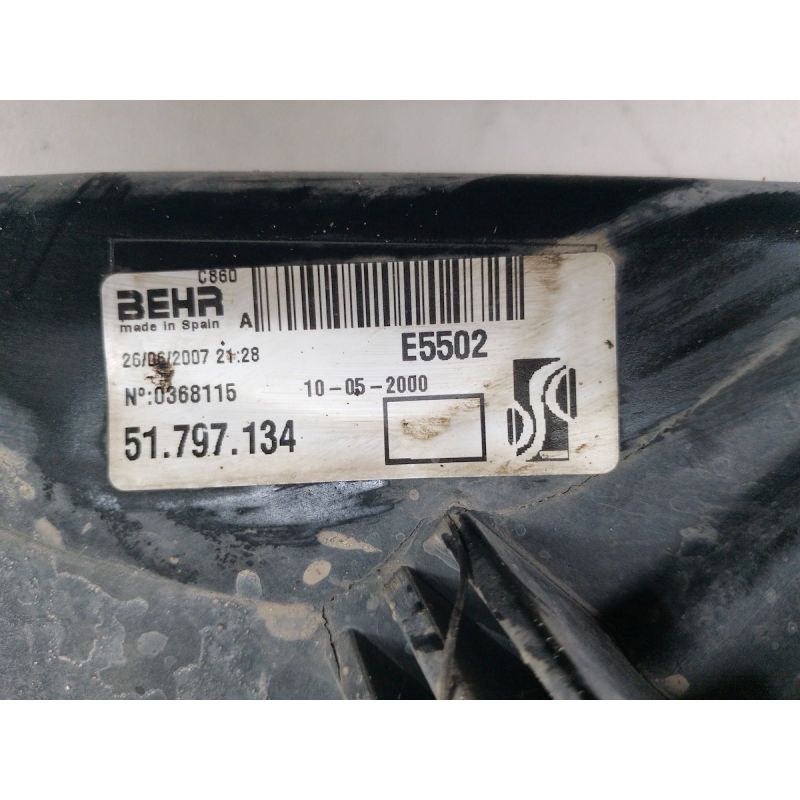 C860
BEHR
made in Spain
A
E5502
26/06/2007 21:28
10-05-2000
Nº:0368115
51.797.134